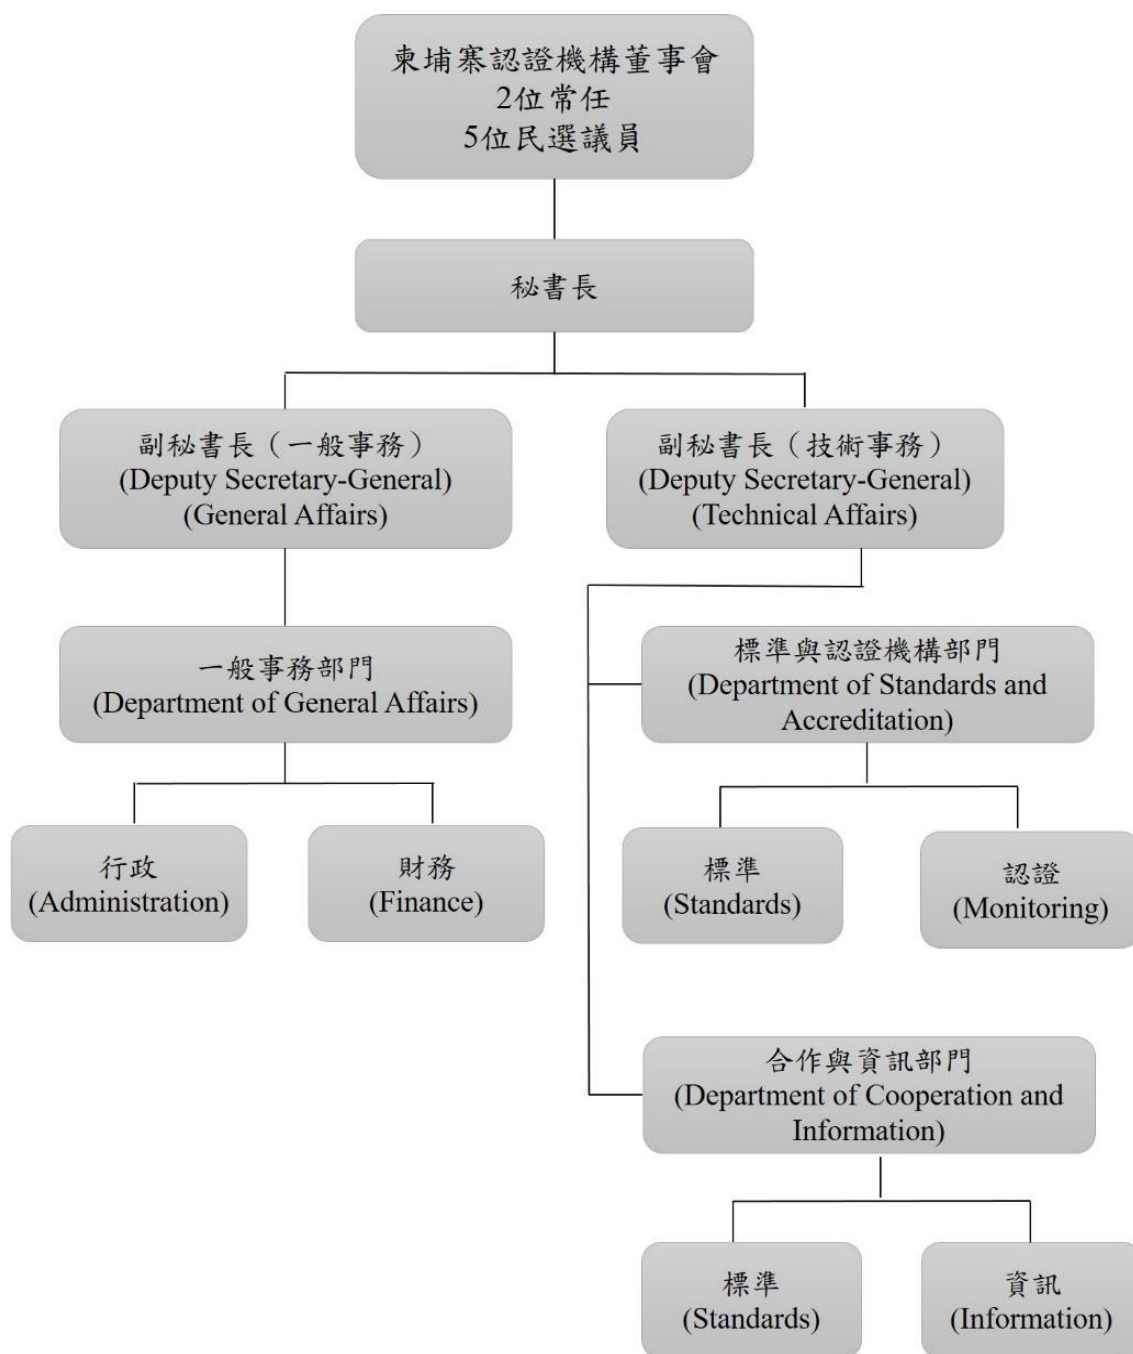 柬埔寨認證機構董事會
2位常任
5位民選議員
秘書長
副秘書長（一般事務）
(Deputy Secretary-General)
(General Affairs)
副秘書長（技術事務）
(Deputy Secretary-General)
(Technical Affairs)
一般事務部門
(Department of General Affairs)
標準與認證機構部門
(Department of Standards and
Accreditation)
行政
(Administration)
財務
(Finance)
標準
(Standards)
認證
(Monitoring)
合作與資訊部門
(Department of Cooperation and
Information)
標準
(Standards)
資訊
(Information)